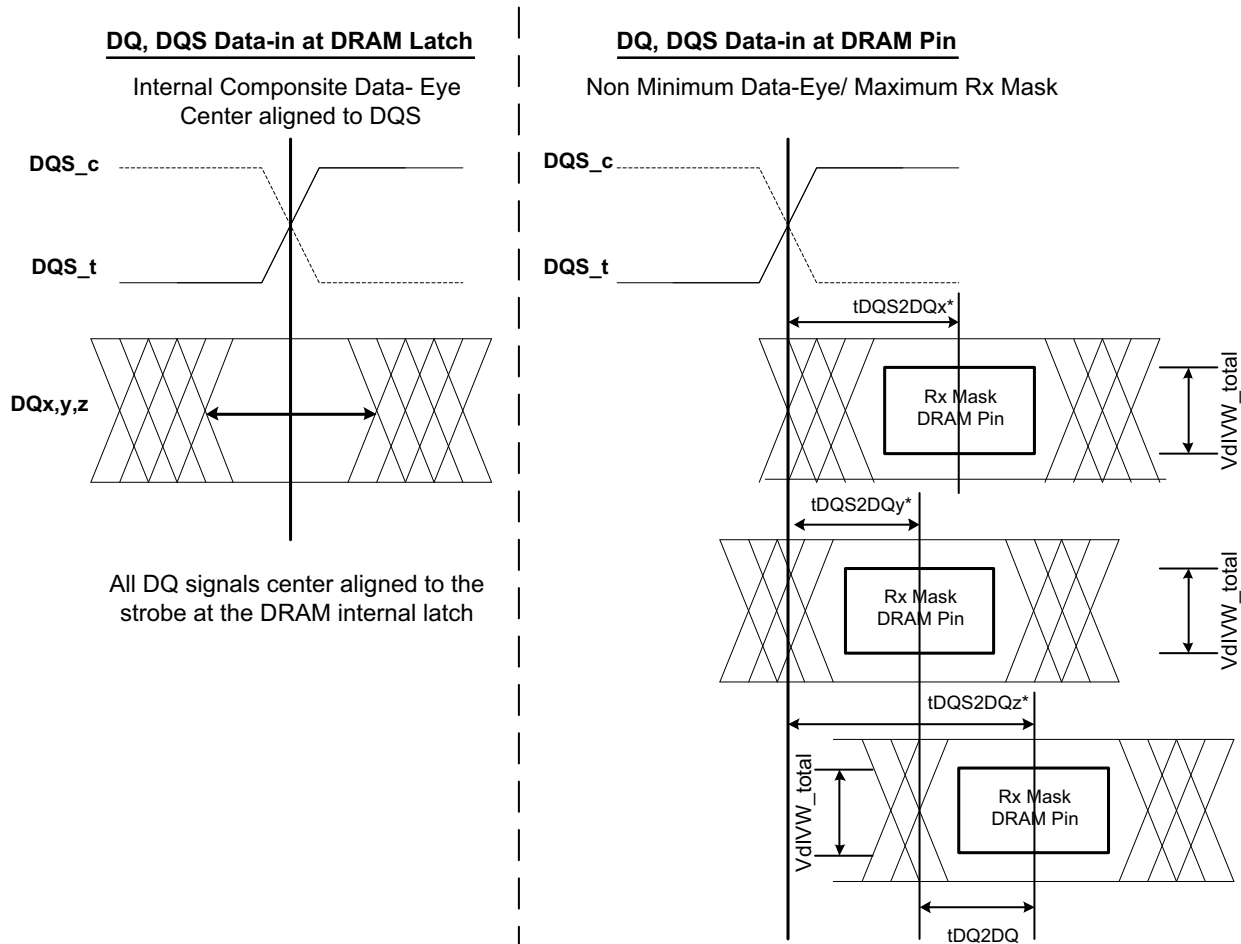 DQ, DQS Data-in at DRAM Latch
Internal Componsite Data- Eye
Center aligned to DQS
DQS_c
DQS_t
DQx,y,z
All DQ signals center aligned to the
strobe at the DRAM internal latch
DQ, DQS Data-in at DRAM Pin
Non Minimum Data-Eye/ Maximum Rx Mask
DQS_c
DQS_t
tDQS2DQx*
Rx Mask
DRAM Pin
VdIVW_total
tDQS2DQy*
Rx Mask
DRAM Pin
VdIVW_total
tDQS2DQz*
VdIVW_total
Rx Mask
DRAM Pin
tDQ2DQ